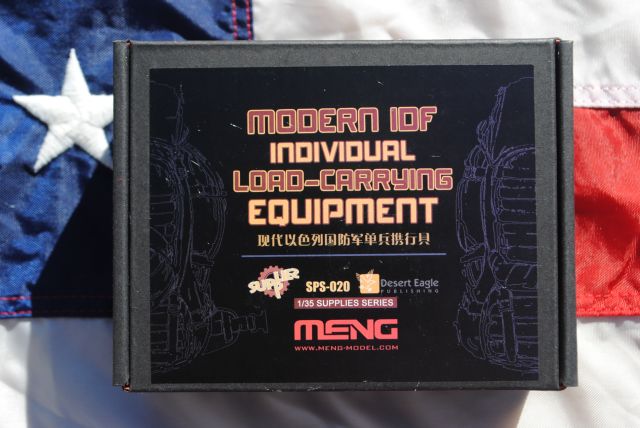 MODERN IDF
INDIVIDUAL
LOAD-CARRYING
EQUIPMENT
现代以色列国防军单兵携行具
SUPPLIES SPS-020 Desert Eagle
PUBLISHING
1/35 SUPPLIES SERIES
MENG
WWW.MENG-MODEL.COM